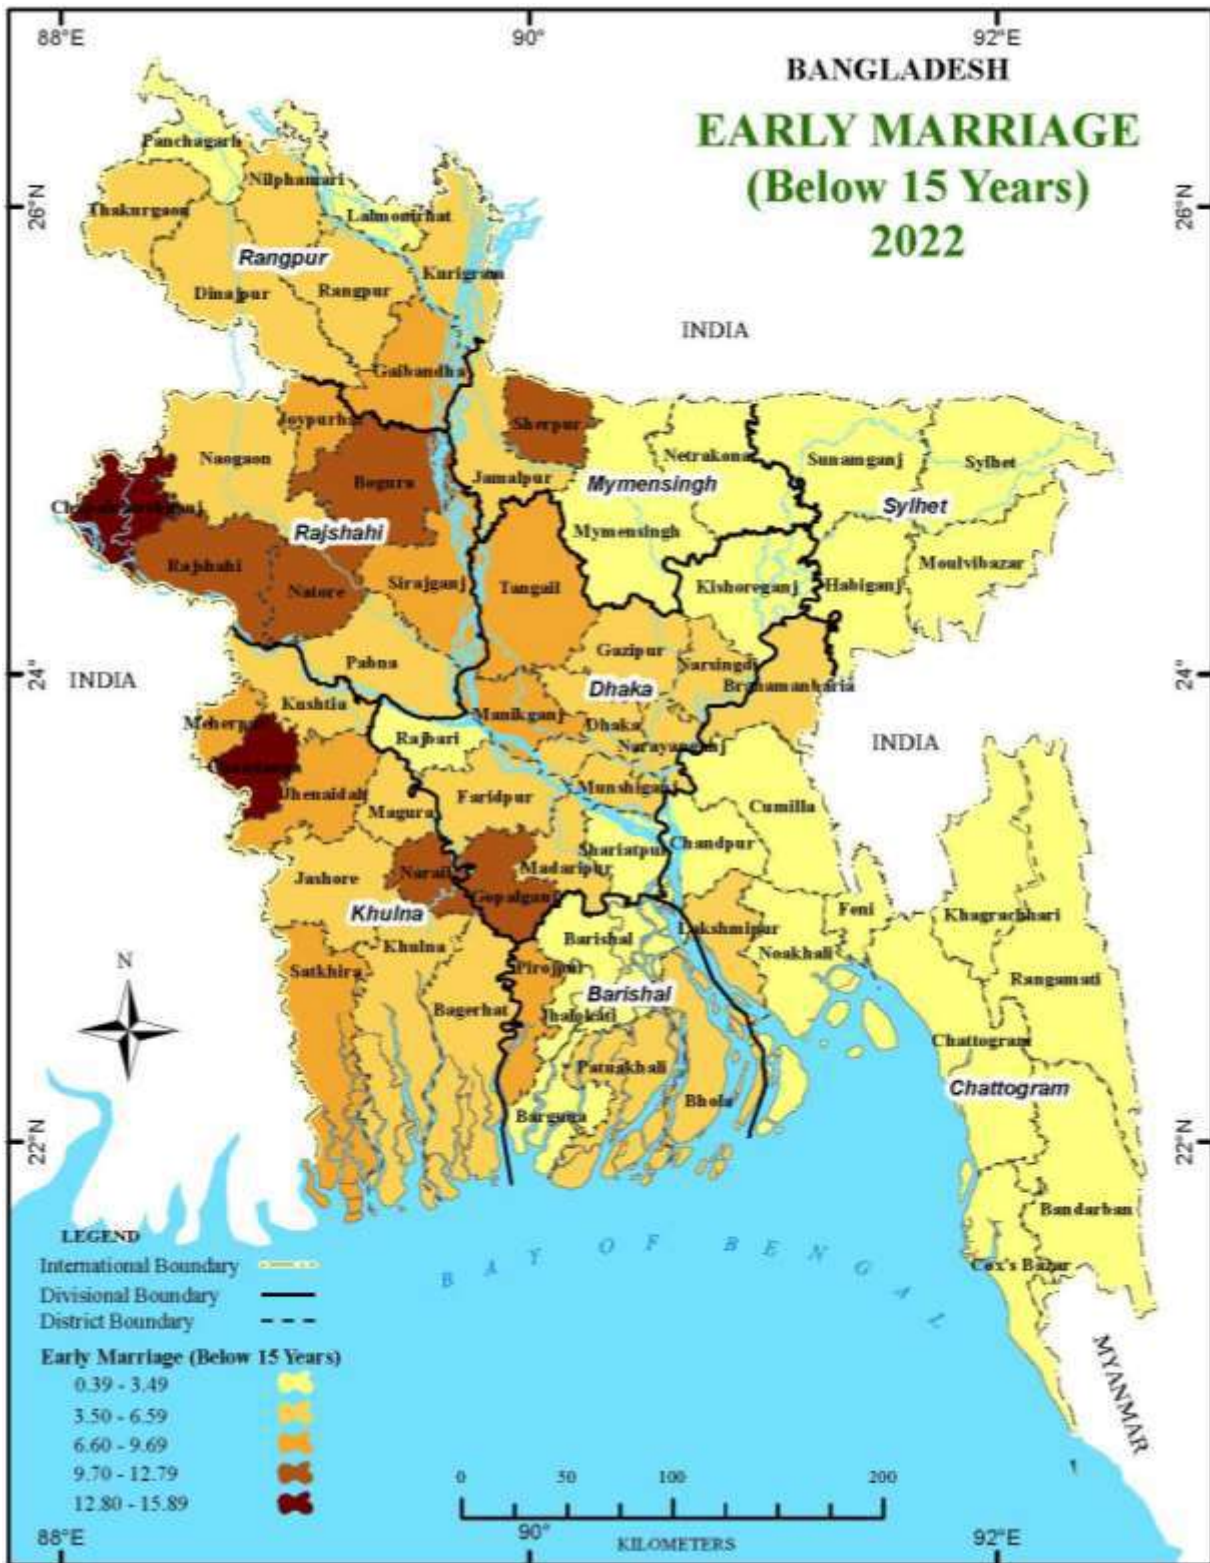 88°E
90°
92°E
BANGLADESH
EARLY MARRIAGE
(Below 15 Years)
2022
26°N
26°N
Panchagarh
Nilphamari
Thakurgaon
Lalmonirhat
Rangpur
Kurigram
Dinajpur
Rangpur
INDIA
Gaibandha
Joypurhat
Sherpur
Naogaon
Netrakona
Sunamganj
Sylhet
Bogura
Jamalpur
Mymensingh
Sylhet
Rajshahi
Mymensingh
Rajshahi
Natore
Sirajganj
Tangail
Kishoreganj
Habiganj
Moulvibazar
Gazipur
Pabna
Narsingdi
24°
24°
INDIA
Dhaka
Brahamanbaria
Kushtia
Meherpur
Manikganj
Dhaka
Rajbari
Narayanganj
INDIA
Jhenaidah
Munshiganj
Faridpur
Magura
Cumilla
Shariatpur
Chandpur
Jashore
Narail
Madaripur
Gopalganj
Khulna
Feni
Khagrachhari
Lakshmipur
Barishal
Khulna
Noakhali
N
Satkhira
Pirojpur
Rangamati
Barishal
Bagerhat
Jhalokati
Chattogram
Patuakhali
Chattogram
Bhola
Barguna
22°N
22°N
Bandarban
LEGEND
BAY OF BENGAL
International Boundary
Cox's Bazar
Divisional Boundary
District Boundary
Early Marriage (Below 15 Years)
0.39 - 3.49
3.50 - 6.59
6.60 - 9.69
9.70 - 12.79
12.80 - 15.89
MYANMAR
0 50 100 200
KILOMETERS
88°E
90°
92°E